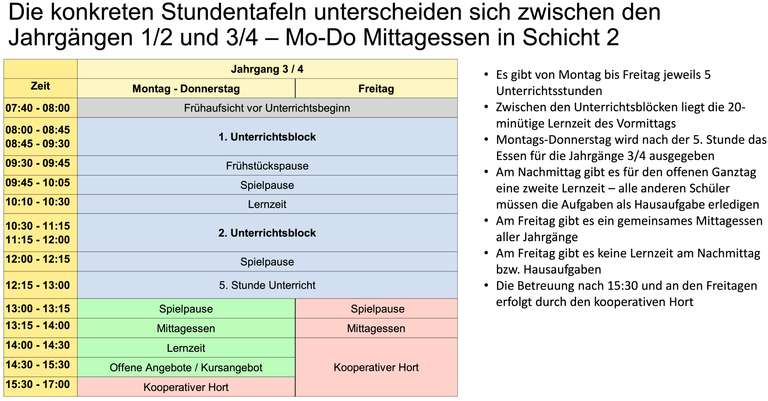 Die konkreten Stundentafeln unterscheiden sich zwischen den
Jahrgängen 1/2 und 3/4 – Mo-Do Mittagessen in Schicht 2
Jahrgang 3 / 4
Zeit Montag - Donnerstag Freitag
07:40 - 08:00 Frühaufsicht vor Unterrichtsbeginn
08:00 - 08:45
08:45 - 09:30
1. Unterrichtsblock
09:30 - 09:45 Frühstückspause
09:45 - 10:05 Spielpause
10:10 - 10:30 Lernzeit
10:30 - 11:15
11:15 - 12:00
2. Unterrichtsblock
12:00 - 12:15 Spielpause
12:15 - 13:00 5. Stunde Unterricht
13:00 - 13:15 Spielpause Spielpause
13:15 - 14:00 Mittagessen Mittagessen
14:00 - 14:30 Lernzeit
14:30 - 15:30 Offene Angebote / Kursangebot Kooperativer Hort
15:30 - 17:00 Kooperativer Hort
• Es gibt von Montag bis Freitag jeweils 5
Unterrichtsstunden
• Zwischen den Unterrichtsblöcken liegt die 20-
minütige Lernzeit des Vormittags
• Montags-Donnerstag wird nach der 5. Stunde das
Essen für die Jahrgänge 3/4 ausgegeben
• Am Nachmittag gibt es für den offenen Ganztag
eine zweite Lernzeit – alle anderen Schüler
müssen die Aufgaben als Hausaufgabe erledigen
• Am Freitag gibt es ein gemeinsames Mittagessen
aller Jahrgänge
• Am Freitag gibt es keine Lernzeit am Nachmittag
bzw. Hausaufgaben
• Die Betreuung nach 15:30 und an den Freitagen
erfolgt durch den kooperativen Hort